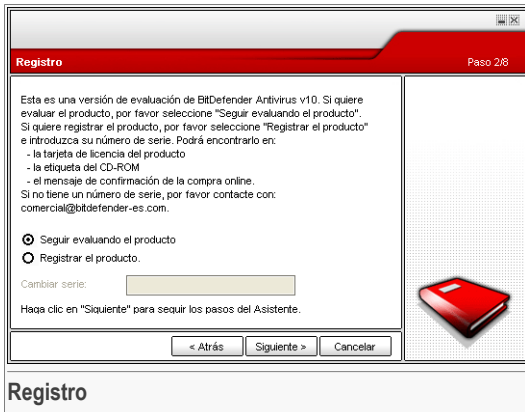 Registro
Paso 2/8
Esta es una versión de evaluación de BitDefender Antivirus v10. Si quiere
evaluar el producto, por favor seleccione "Seguir evaluando el producto".
Si quiere registrar el producto, por favor seleccione "Registrar el producto"
e introduzca su número de serie. Podrá encontrarlo en:
- la tarjeta de licencia del producto
- la etiqueta del CD-ROM
- el mensaje de confirmación de la compra online.
Si no tiene un número de serie, por favor contacte con:
comercial@bitdefender-es.com.
Seguir evaluando el producto
Registrar el producto.
Cambiar serie:
Haga clic en "Siguiente" para seguir los pasos del Asistente.
« Atrás
Siguiente »
Cancelar
Registro